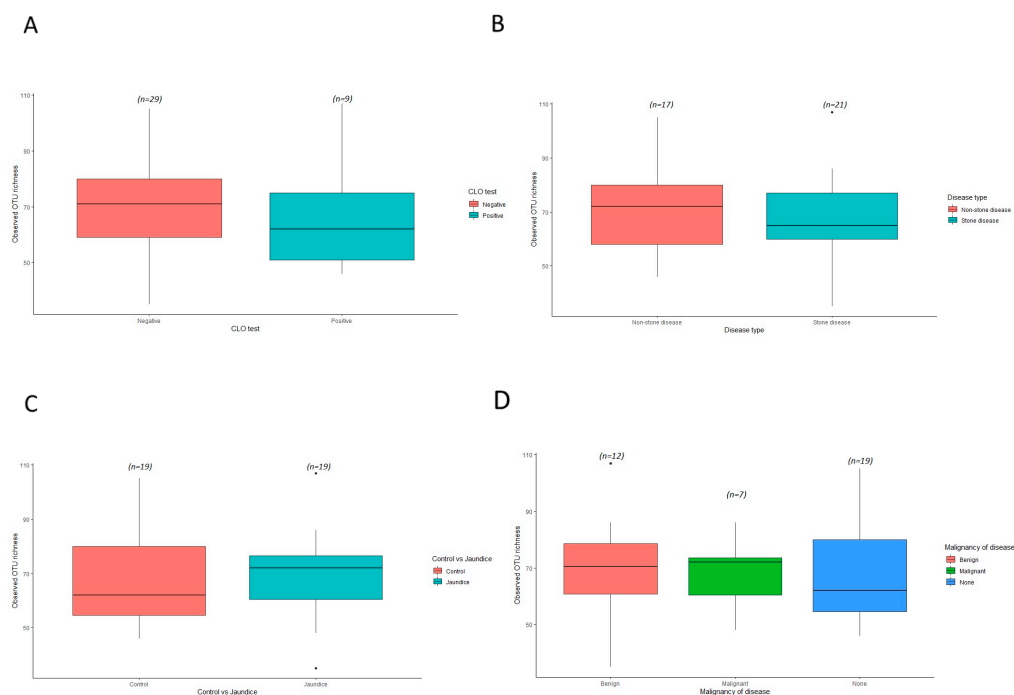 A
(n=29)
(n=9)
110
90
70
50
Observed OTU richness
Negative
Positive
CLO test
CLO test
Negative
Positive
B
(n=17)
(n=21)
110
90
70
50
Observed OTU richness
Non-stone disease
Stone disease
Disease type
Disease type
Non-stone disease
Stone disease
C
(n=19)
(n=19)
110
90
70
50
Observed OTU richness
Control
Jaundice
Control vs Jaundice
Control vs Jaundice
Control
Jaundice
D
(n=12)
(n=7)
(n=19)
110
90
70
50
Observed OTU richness
Benign
Malignant
None
Malignancy of disease
Malignancy of disease
Benign
Malignant
None